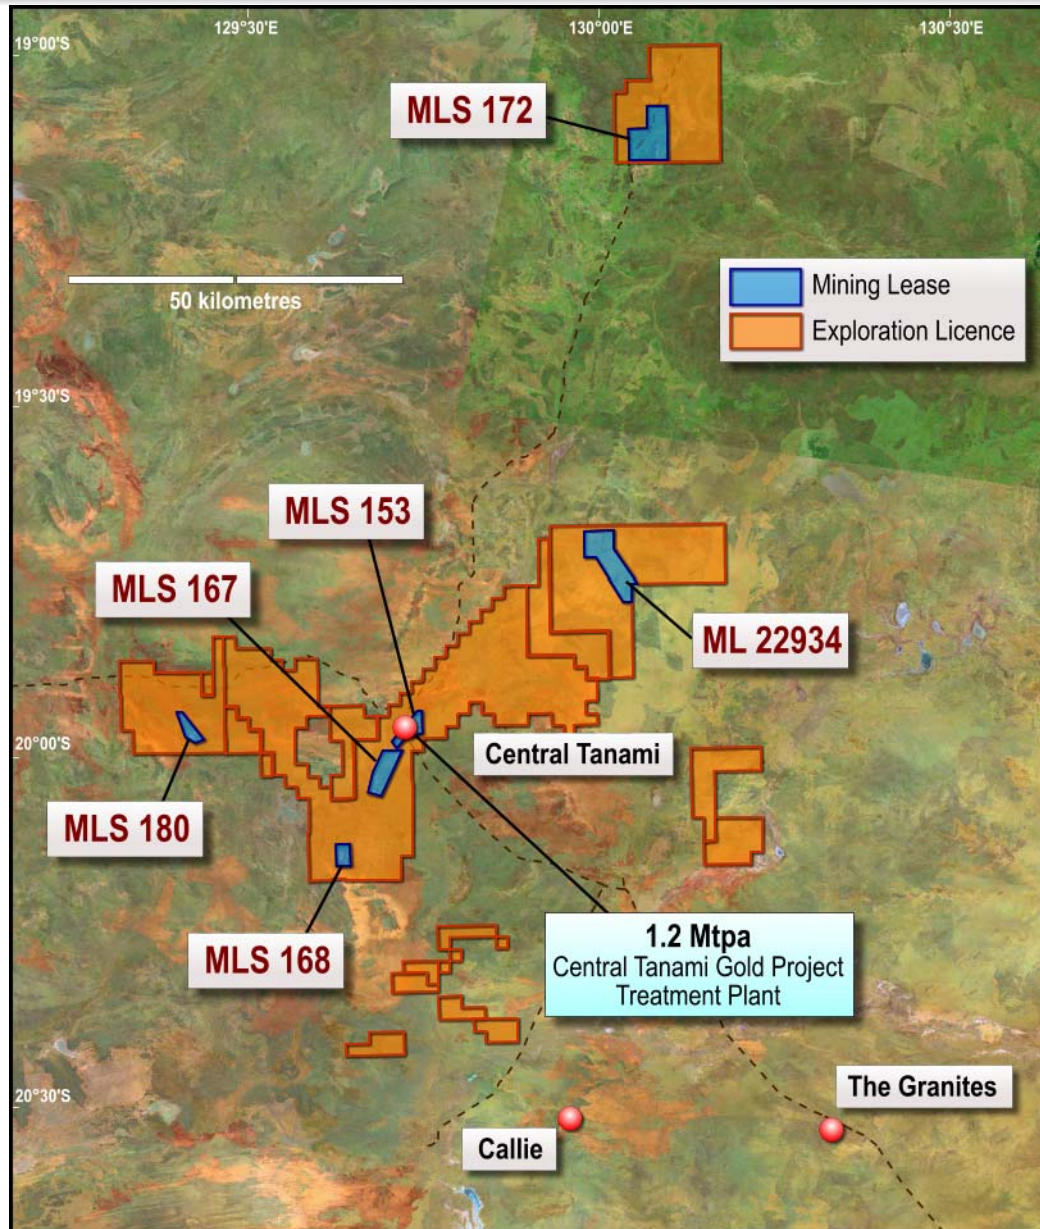 129°30'E
130°00'E
130°30'E
19°00'S
MLS 172
Mining Lease
Exploration Licence
50 kilometres
19°30'S
MLS 153
MLS 167
ML 22934
20°00'S
Central Tanami
MLS 180
MLS 168
1.2 Mtpa
Central Tanami Gold Project
Treatment Plant
The Granites
20°30'S
Callie